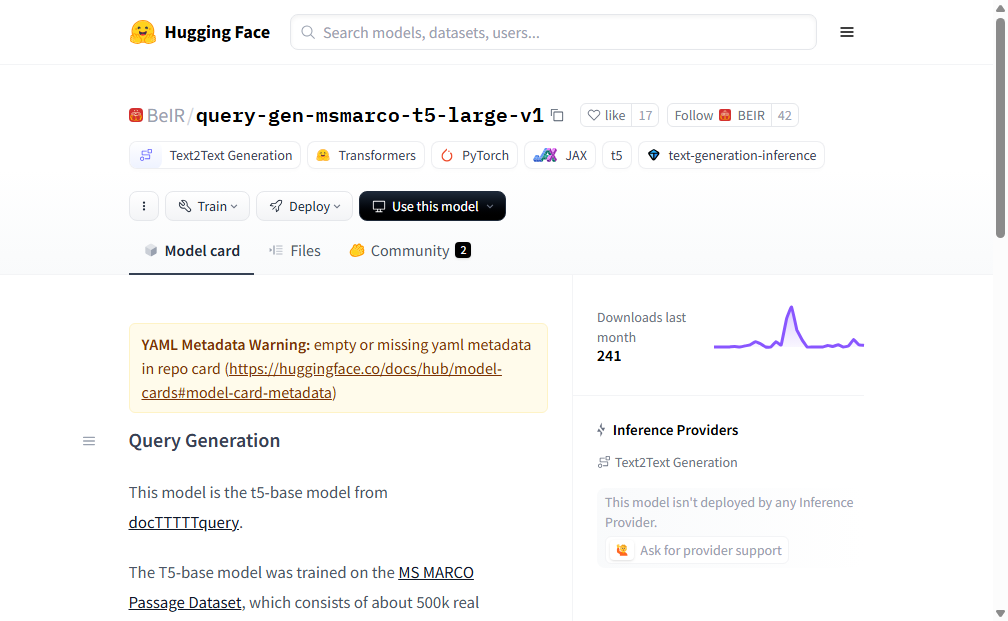 Hugging Face
Search models, datasets, users...
BeIR/query-gen-msmarco-t5-large-v1
like 17
Follow BEIR 42
Text2Text Generation
Transformers
PyTorch
JAX
t5
text-generation-inference
Train
Deploy
Use this model
Model card
Files
Community 2
YAML Metadata Warning: empty or missing yaml metadata
in repo card (https://huggingface.co/docs/hub/model-
cards#model-card-metadata)
Query Generation
This model is the t5-base model from
docTTTTTquery.
The T5-base model was trained on the MS MARCO
Passage Dataset, which consists of about 500k real
Downloads last
month
241
Inference Providers
Text2Text Generation
This model isn't deployed by any Inference
Provider.
Ask for provider support